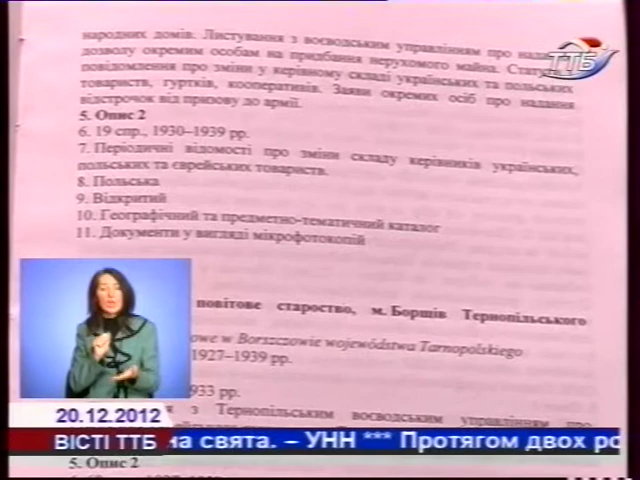 народних домів. Листування з воєводським управлінням про надання
дозволу окремим особам на придбання нерухомого майна.
повідомлення про зміни у керівному складі українських та польських
товариств, гуртків, кооперативів. Заяви окремих осіб про надання
відстрочок від призову до армії.
5. Опис 2
6. 19 спр., 1930–1939 рр.
7. Періодичні відомості про зміни складу керівників українських,
польських та єврейських товариств.
8. Польська
9. Відкритий
10. Географічний та предметно-тематичний каталог
11. Документи у вигляді мікрофотокопій
повітове староство, м. Борщів Тернопільського
owe w Borszczowie województwa Tarnopolskiego
1927–1939 рр.
933 рр.
з Тернопільським воєводським управлінням про
ТТБ
20.12.2012
ВІСТІ ТТБ на свята. – УНН *** Протягом двох ро
5. Опис 2